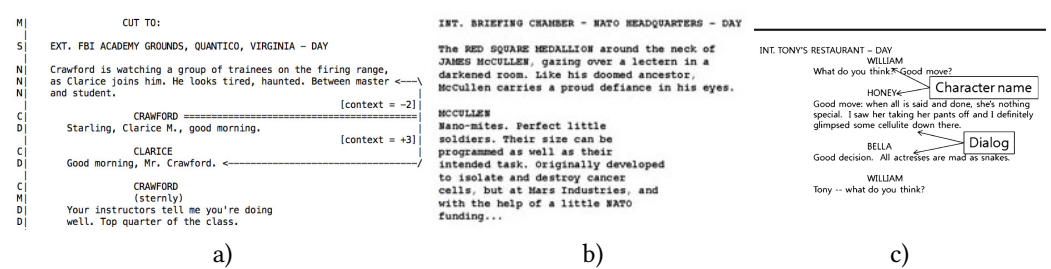 M| CUT TO:
|
S| EXT. FBI ACADEMY GROUNDS, QUANTICO, VIRGINIA – DAY
|
N| Crawford is watching a group of trainees on the firing range,
N| as Clarice joins him. He looks tired, haunted. Between master <---\
N| and student. |
| [context = -2]|
C| CRAWFORD ======================================|
D| Starling, Clarice M., good morning. |
| [context = +3]|
C| CLARICE |
D| Good morning, Mr. Crawford. <-------------------------------/
|
C| CRAWFORD
M| (sternly)
D| Your instructors tell me you're doing
D| well. Top quarter of the class.
a)
INT. BRIEFING CHAMBER - NATO HEADQUARTERS - DAY
The RED SQUARE MEDALLION around the neck of
JAMES McCULLEN, gazing over a lectern in a
darkened room. Like his doomed ancestor,
McCullen carries a proud defiance in his eyes.
MCCULLEN
Nano-mites. Perfect little
soldiers. Their size can be
programmed as well as their
intended task. Originally developed
to isolate and destroy cancer
cells, but at Mars Industries, and
with the help of a little NATO
funding...
b)
INT. TONY'S RESTAURANT – DAY
WILLIAM
What do you think? Good move?
HONEY
Character name
Good move: when all is said and done, she's nothing
special. I saw her taking her pants off and I definitely
glimpsed some cellulite down there.
BELLA
Dialog
Good decision. All actresses are mad as snakes.
WILLIAM
Tony -- what do you think?
c)